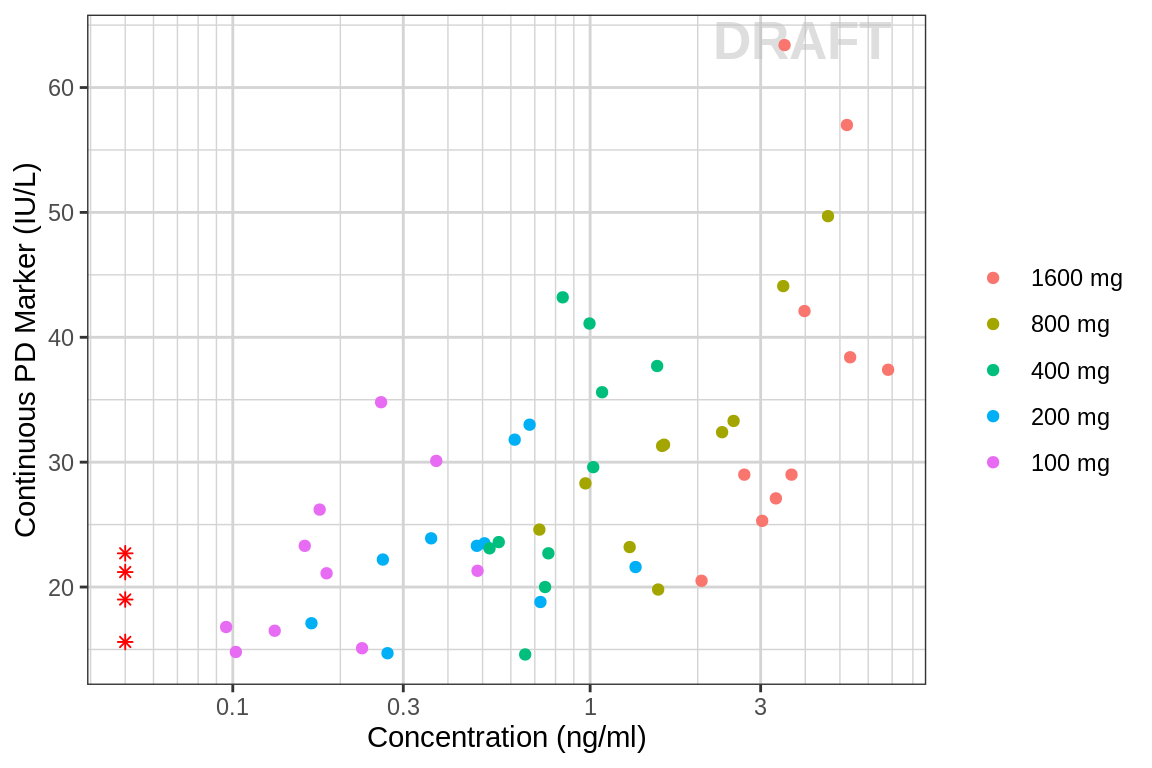 DRAFT
60
50
40
30
20
Continuous PD Marker (IU/L)
0.1 0.3 1 3
Concentration (ng/ml)
1600 mg
800 mg
400 mg
200 mg
100 mg